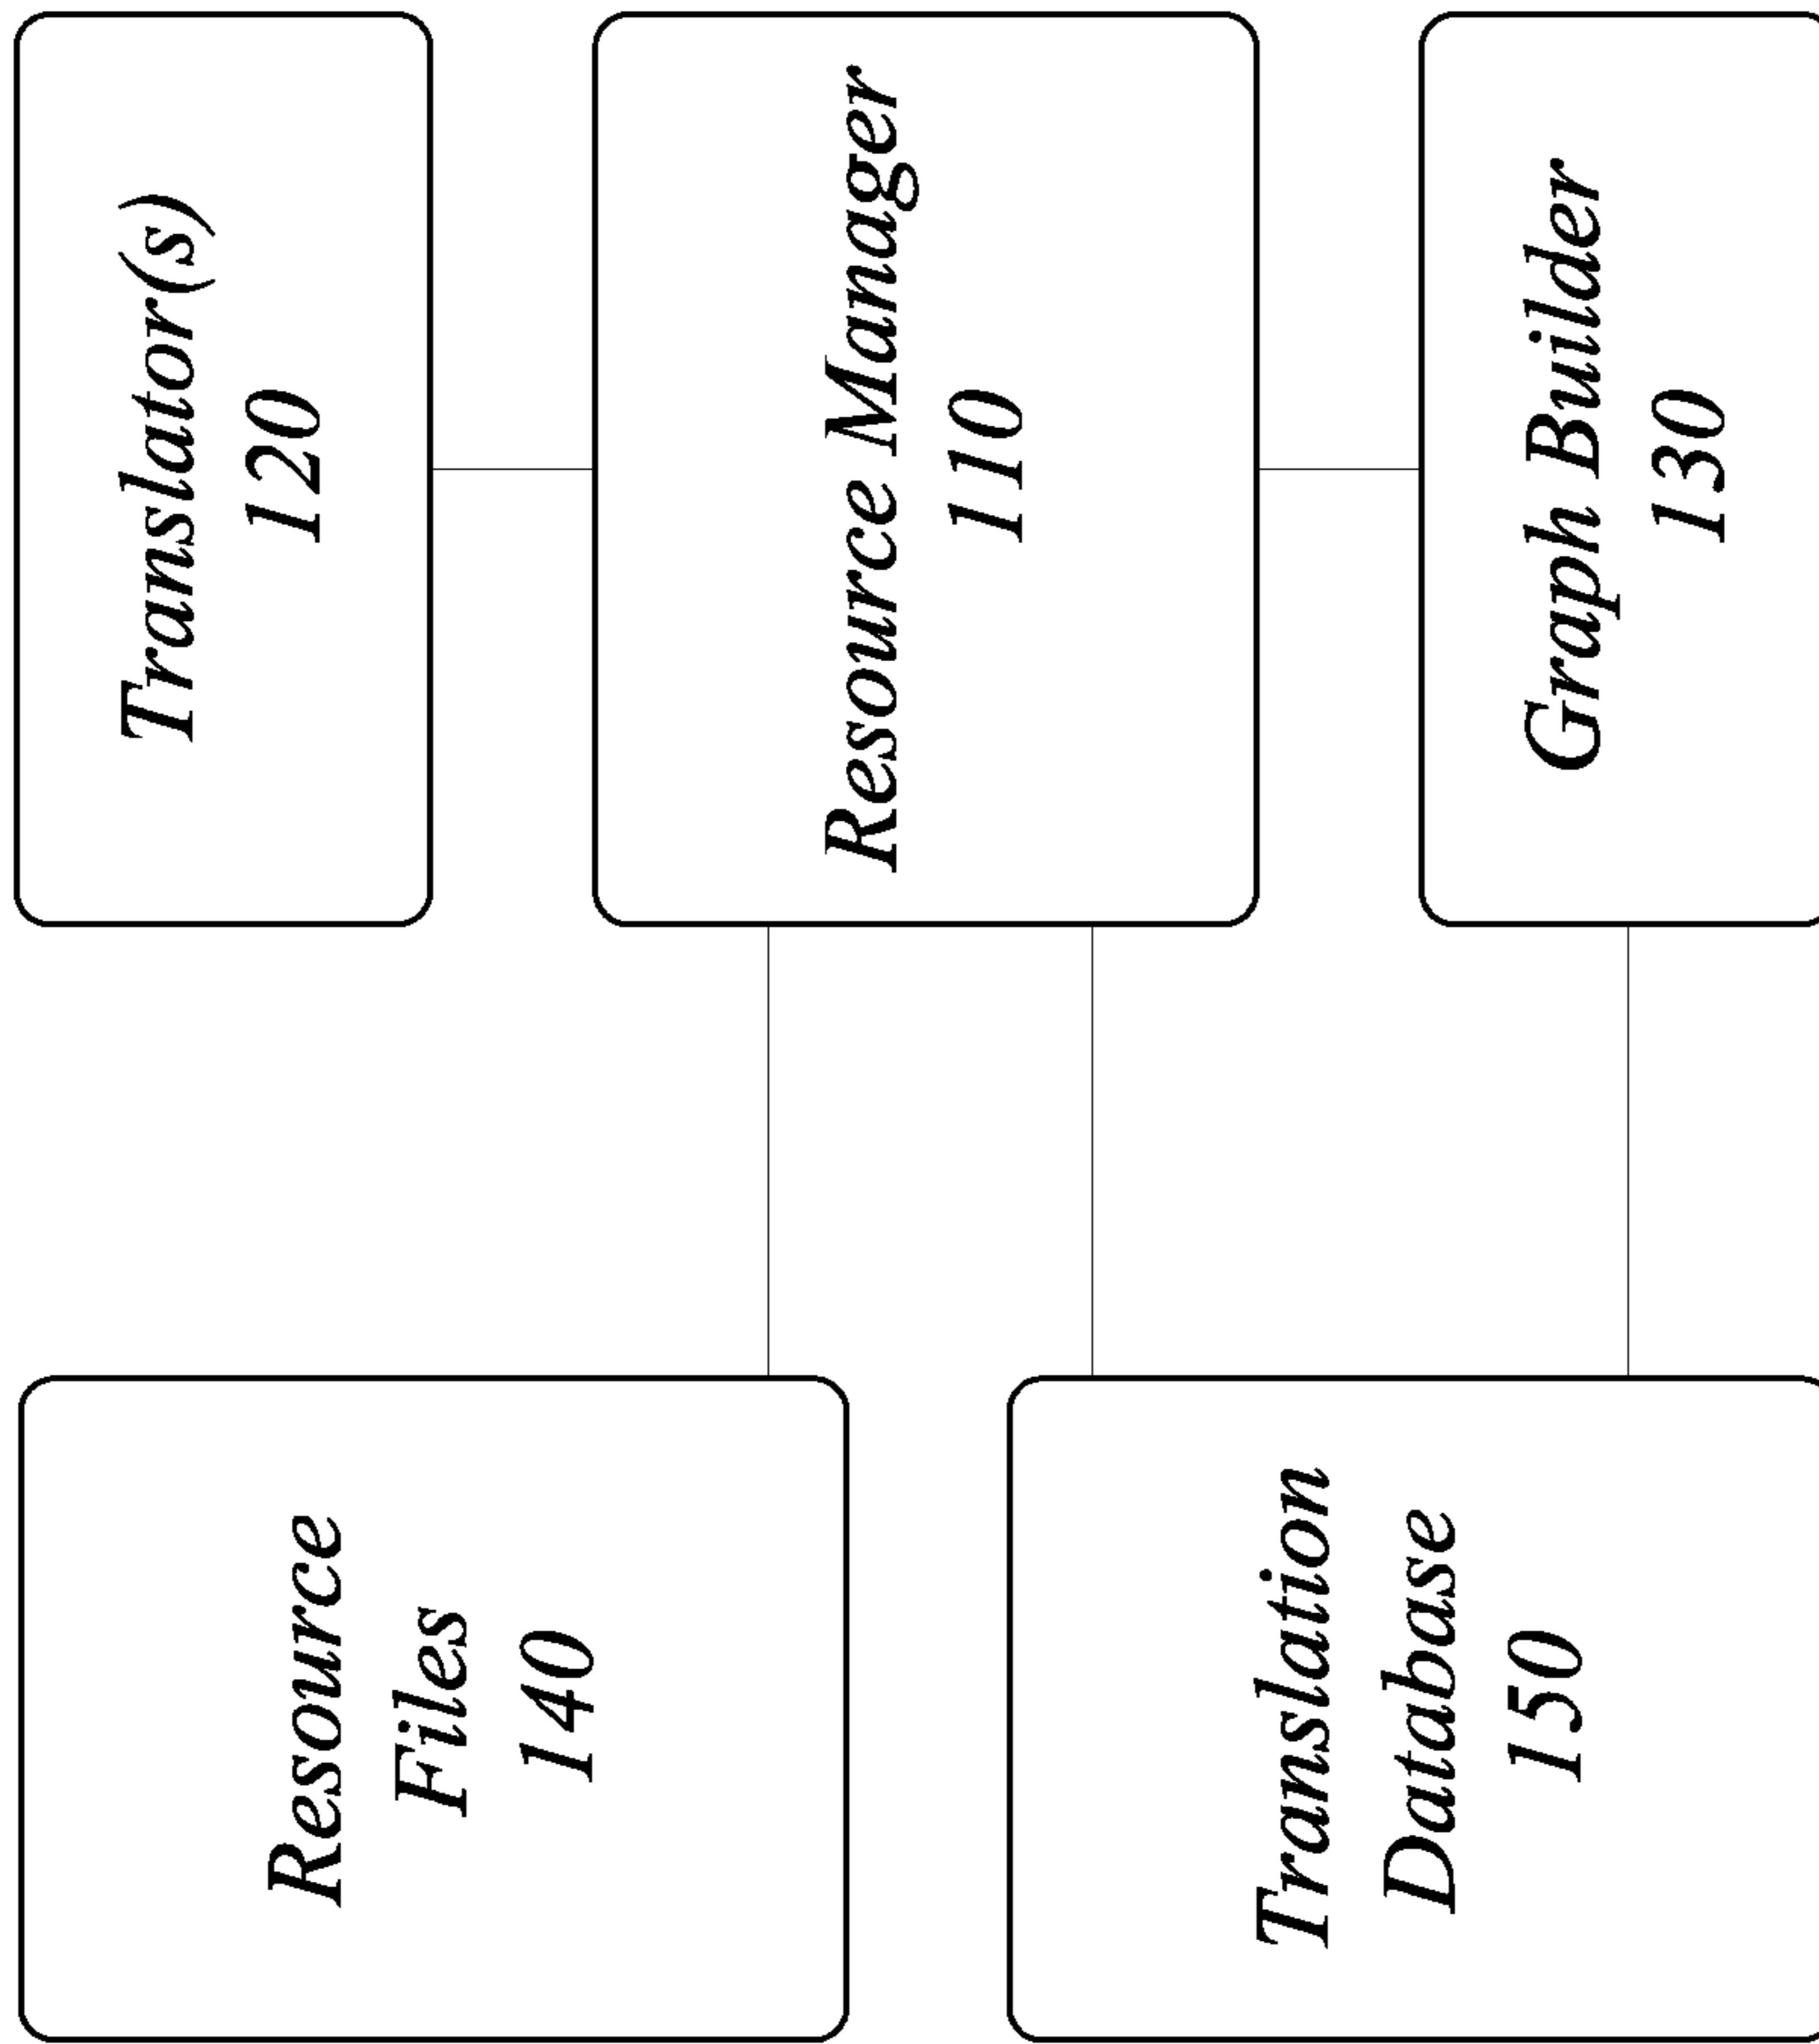 Translator(s)
120
Resource Manager
110
Graph Builder
130
Resource
Files
140
Translation
Database
150